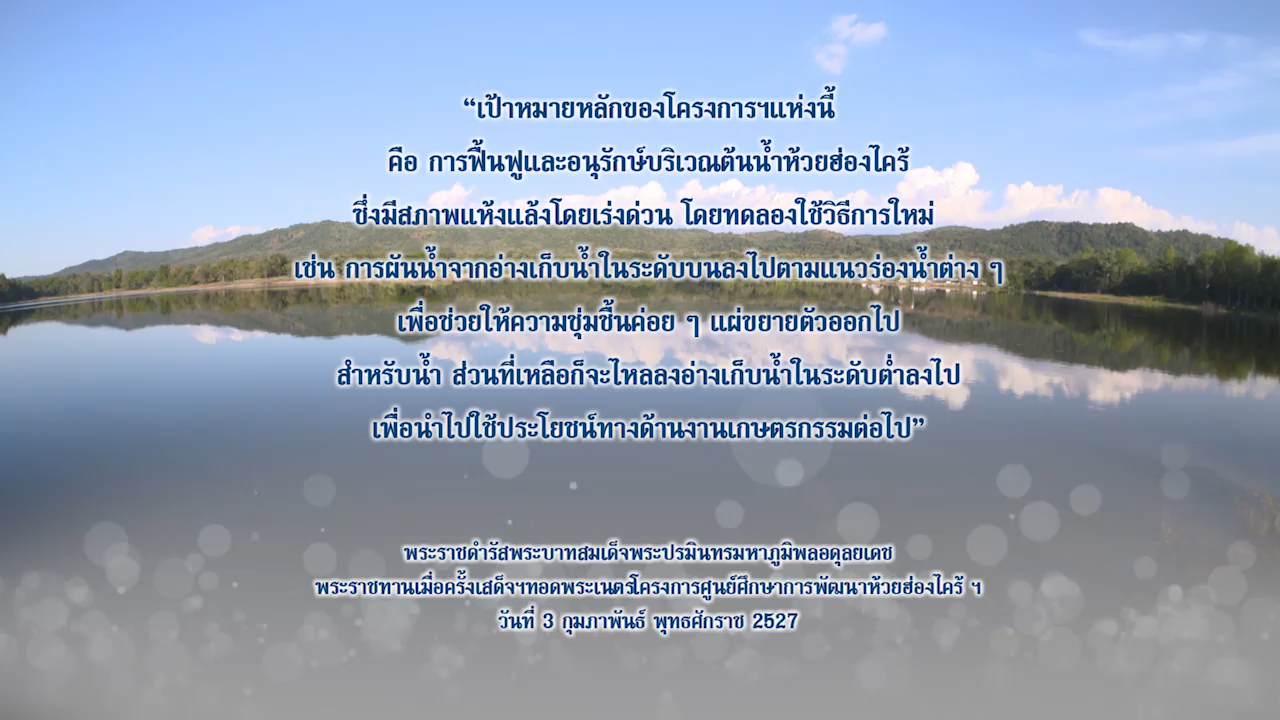 “เป้าหมายหลักของโครงการฯแห่งนี้
คือ การฟื้นฟูและอนุรักษ์บริเวณต้นน้ำห้วยฮ่องไคร้
ซึ่งมีสภาพแห้งแล้งโดยเร่งด่วน โดยทดลองใช้วิธีการใหม่
เช่น การผันน้ำจากอ่างเก็บน้ำในระดับบนลงไปตามแนวร่องน้ำต่าง ๆ
เพื่อช่วยให้ความชุ่มชื้นค่อย ๆ แผ่ขยายตัวออกไป
สำหรับน้ำ ส่วนที่เหลือก็จะไหลลงอ่างเก็บน้ำในระดับต่ำลงไป
เพื่อนำไปใช้ประโยชน์ทางด้านงานเกษตรกรรมต่อไป”
พระราชดำรัสพระบาทสมเด็จพระปรมินทรมหาภูมิพลอดุลยเดช
พระราชทานเมื่อครั้งเสด็จฯทอดพระเนตรโครงการศูนย์ศึกษาการพัฒนาห้วยฮ่องไคร้ ฯ
วันที่ 3 กุมภาพันธ์ พุทธศักราช 2527